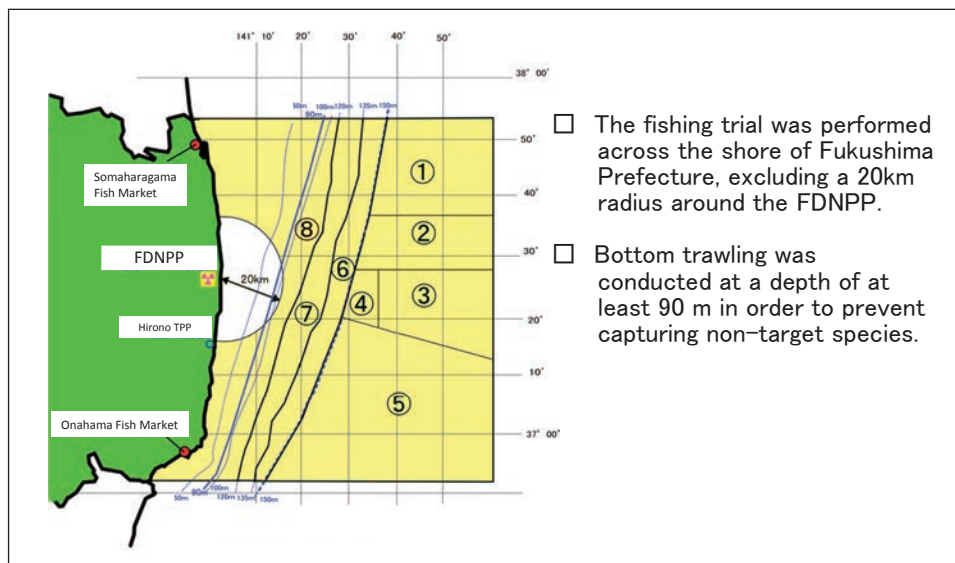 141° 10' 20' 30' 40' 50'
38° 00'
50m 100m 120m 135m 150m
90m
50'
Somaharagama
Fish Market
①
40'
⑧
②
FDNPP
30'
20km
⑥
④
③
⑦
Hirono TPP
20'
10'
⑤
Onahama Fish Market
37° 00'
50m 90m 100m 120m 135m 150m
□ The fishing trial was performed
across the shore of Fukushima
Prefecture, excluding a 20km
radius around the FDNPP.
□ Bottom trawling was
conducted at a depth of at
least 90 m in order to prevent
capturing non-target species.